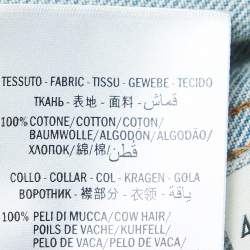 TESSUTO - FABRIC - TISSU - GEWEBE - TECIDO
ТКАНЬ - 表地 - 面料 - قماش
100% COTONE/COTTON/COTON/
BAUMWOLLE/ALGODÓN/ALGODÃO/
ХЛОПОК/綿/棉/قطن
COLLO - COLLAR - COL - KRAGEN - GOLA
ВОРОТНИК - 襟部分 - 衣领 - ياقة
100% PELI DI MUCCA/COW HAIR/
POILS DE VACHE/KUHFELL/
PELO DE VACA/PELO DE VACA/